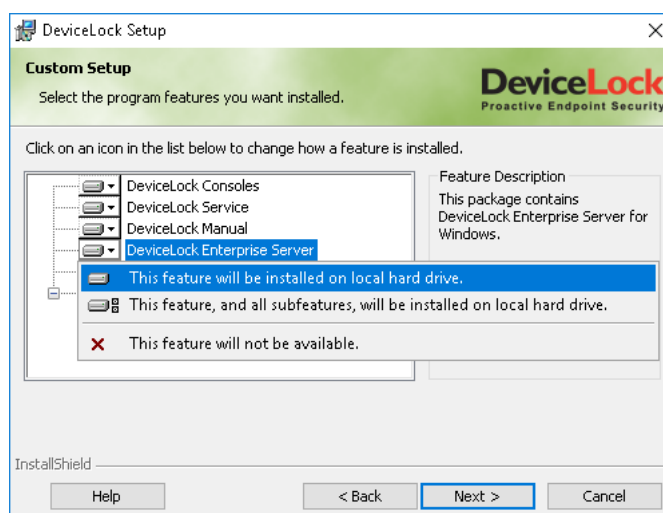 DeviceLock Setup
Custom Setup
Select the program features you want installed.
DeviceLock
Proactive Endpoint Security
Click on an icon in the list below to change how a feature is installed.
DeviceLock Consoles
DeviceLock Service
DeviceLock Manual
DeviceLock Enterprise Server
Feature Description
This package contains
DeviceLock Enterprise Server for
Windows.
This feature will be installed on local hard drive.
This feature, and all subfeatures, will be installed on local hard drive.
This feature will not be available.
InstallShield
Help
< Back
Next >
Cancel